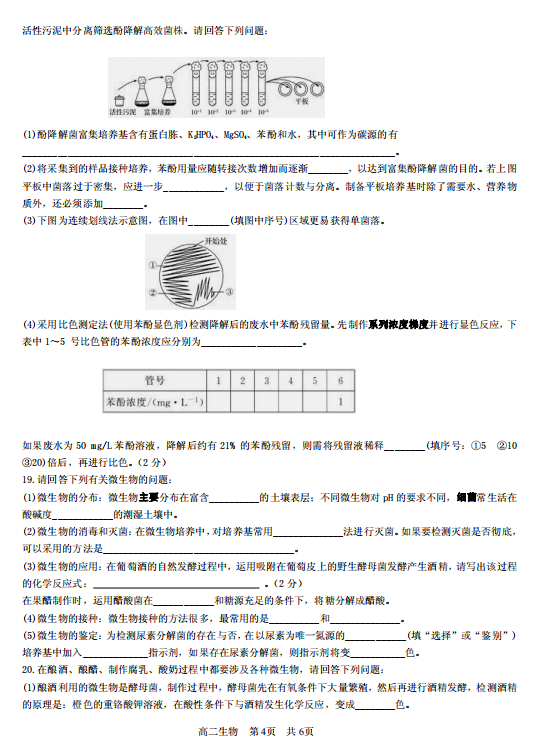 活性污泥中分离筛选酚降解高效菌株。请回答下列问题：
活性污泥 富集培养 10⁻¹ 10⁻² 10⁻³ 10⁻⁴ 10⁻⁵ 平板
(1)酚降解菌富集培养基含有蛋白胨、K₂HPO₄、MgSO₄、苯酚和水，其中可作为碳源的有
________________。
(2)将采集到的样品接种培养，苯酚用量应随转接次数增加而逐渐______，以达到富集酚降解菌的目的。若上图
平板中菌落过于密集，应进一步_________，以便于菌落计数与分离。制备平板培养基时除了需要水、营养物
质外，还必须添加______。
(3)下图为连续划线法示意图，在图中______(填图中序号)区域更易获得单菌落。
开始处
①
②
③
(4)采用比色测定法(使用苯酚显色剂)检测降解后的废水中苯酚残留量。先制作系列浓度梯度并进行显色反应，下
表中1～5 号比色管的苯酚浓度应分别为_______________。
管号 1 2 3 4 5 6
苯酚浓度/(mg·L⁻¹) 1
如果废水为50 mg/L苯酚溶液，降解后约有21% 的苯酚残留，则需将残留液稀释______(填序号：①5 ②10
③20)倍后，再进行比色。(2分)
19.请回答下列有关微生物的问题：
(1)微生物的分布：微生物主要分布在富含________的土壤表层；不同微生物对pH的要求不同，细菌常生活在
酸碱度_________的潮湿土壤中。
(2)微生物的消毒和灭菌：在微生物培养中，对培养基常用__________法进行灭菌。如果要检测灭菌是否彻底，
可以采用的方法是____________________________。
(3)微生物的应用：在葡萄酒的自然发酵过程中，运用吸附在葡萄皮上的野生酵母菌发酵产生酒精，请写出该过程
的化学反应式：________________________ 。(2分)
在果醋制作时，运用醋酸菌在_________和糖源充足的条件下，将糖分解成醋酸。
(4)微生物的接种：微生物接种的方法很多，最常用的是________和__________。
(5)微生物的鉴定：为检测尿素分解菌的存在与否，在以尿素为唯一氮源的_________(填“选择”或“鉴别”)
培养基中加入__________指示剂，如果存在尿素分解菌，则指示剂将变________色。
20.在酿酒、酿醋、制作腐乳、酸奶过程中都要涉及各种微生物，请回答下列问题：
(1)酿酒利用的微生物是酵母菌，制作过程中，酵母菌先在有氧条件下大量繁殖，然后再进行酒精发酵，检测酒精
的原理是：橙色的重铬酸钾溶液，在酸性条件下与酒精发生化学反应，变成______色。
高二生物 第4页 共6页